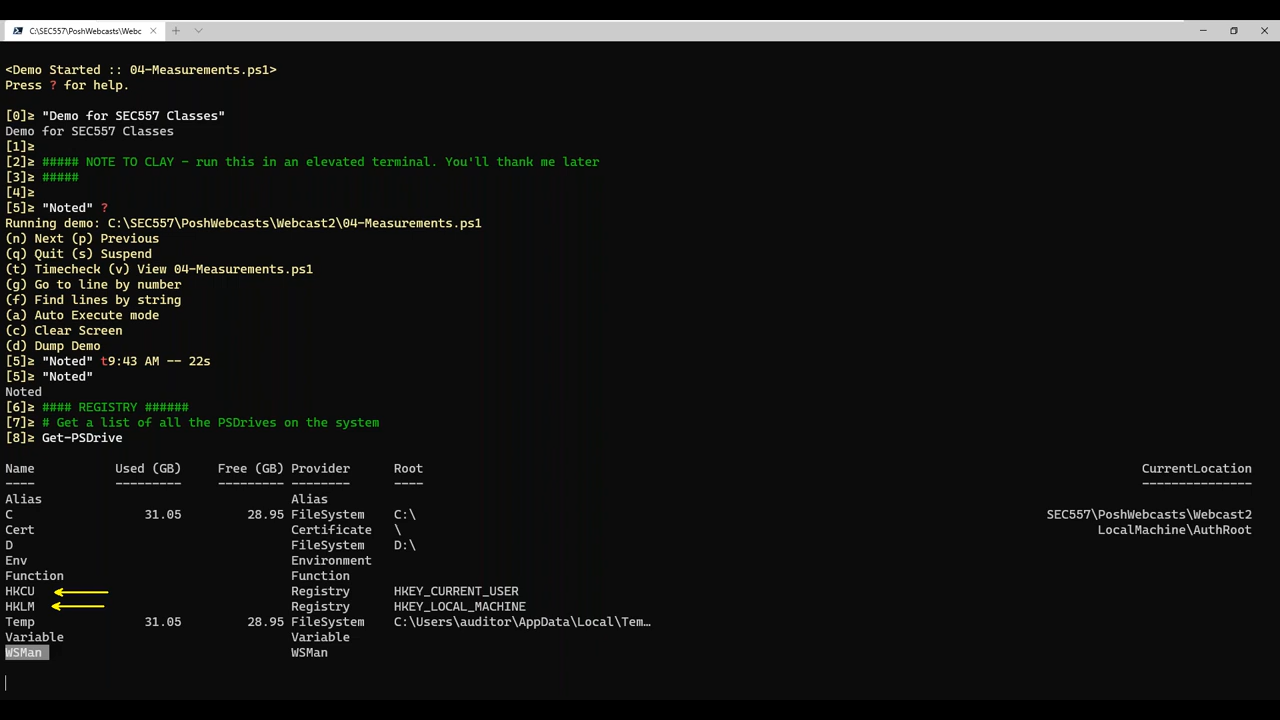 C:\SEC557\PoshWebcasts\Webc
<Demo Started :: 04-Measurements.ps1>
Press ? for help.
[0]≥ "Demo for SEC557 Classes"
Demo for SEC557 Classes
[1]≥
[2]≥ ##### NOTE TO CLAY - run this in an elevated terminal. You'll thank me later
[3]≥ #####
[4]≥
[5]≥ "Noted" ?
Running demo: C:\SEC557\PoshWebcasts\Webcast2\04-Measurements.ps1
(n) Next (p) Previous
(q) Quit (s) Suspend
(t) Timecheck (v) View 04-Measurements.ps1
(g) Go to line by number
(f) Find lines by string
(a) Auto Execute mode
(c) Clear Screen
(d) Dump Demo
[5]≥ "Noted" t9:43 AM -- 22s
[5]≥ "Noted"
Noted
[6]≥ #### REGISTRY ######
[7]≥ # Get a list of all the PSDrives on the system
[8]≥ Get-PSDrive
Name Used (GB) Free (GB) Provider Root CurrentLocation
---- --------- --------- -------- ---- ---------------
Alias Alias
C 31.05 28.95 FileSystem C:\ SEC557\PoshWebcasts\Webcast2
Cert Certificate \ LocalMachine\AuthRoot
D FileSystem D:\
Env Environment
Function Function
HKCU Registry HKEY_CURRENT_USER
HKLM Registry HKEY_LOCAL_MACHINE
Temp 31.05 28.95 FileSystem C:\Users\auditor\AppData\Local\Tem…
Variable Variable
WSMan WSMan